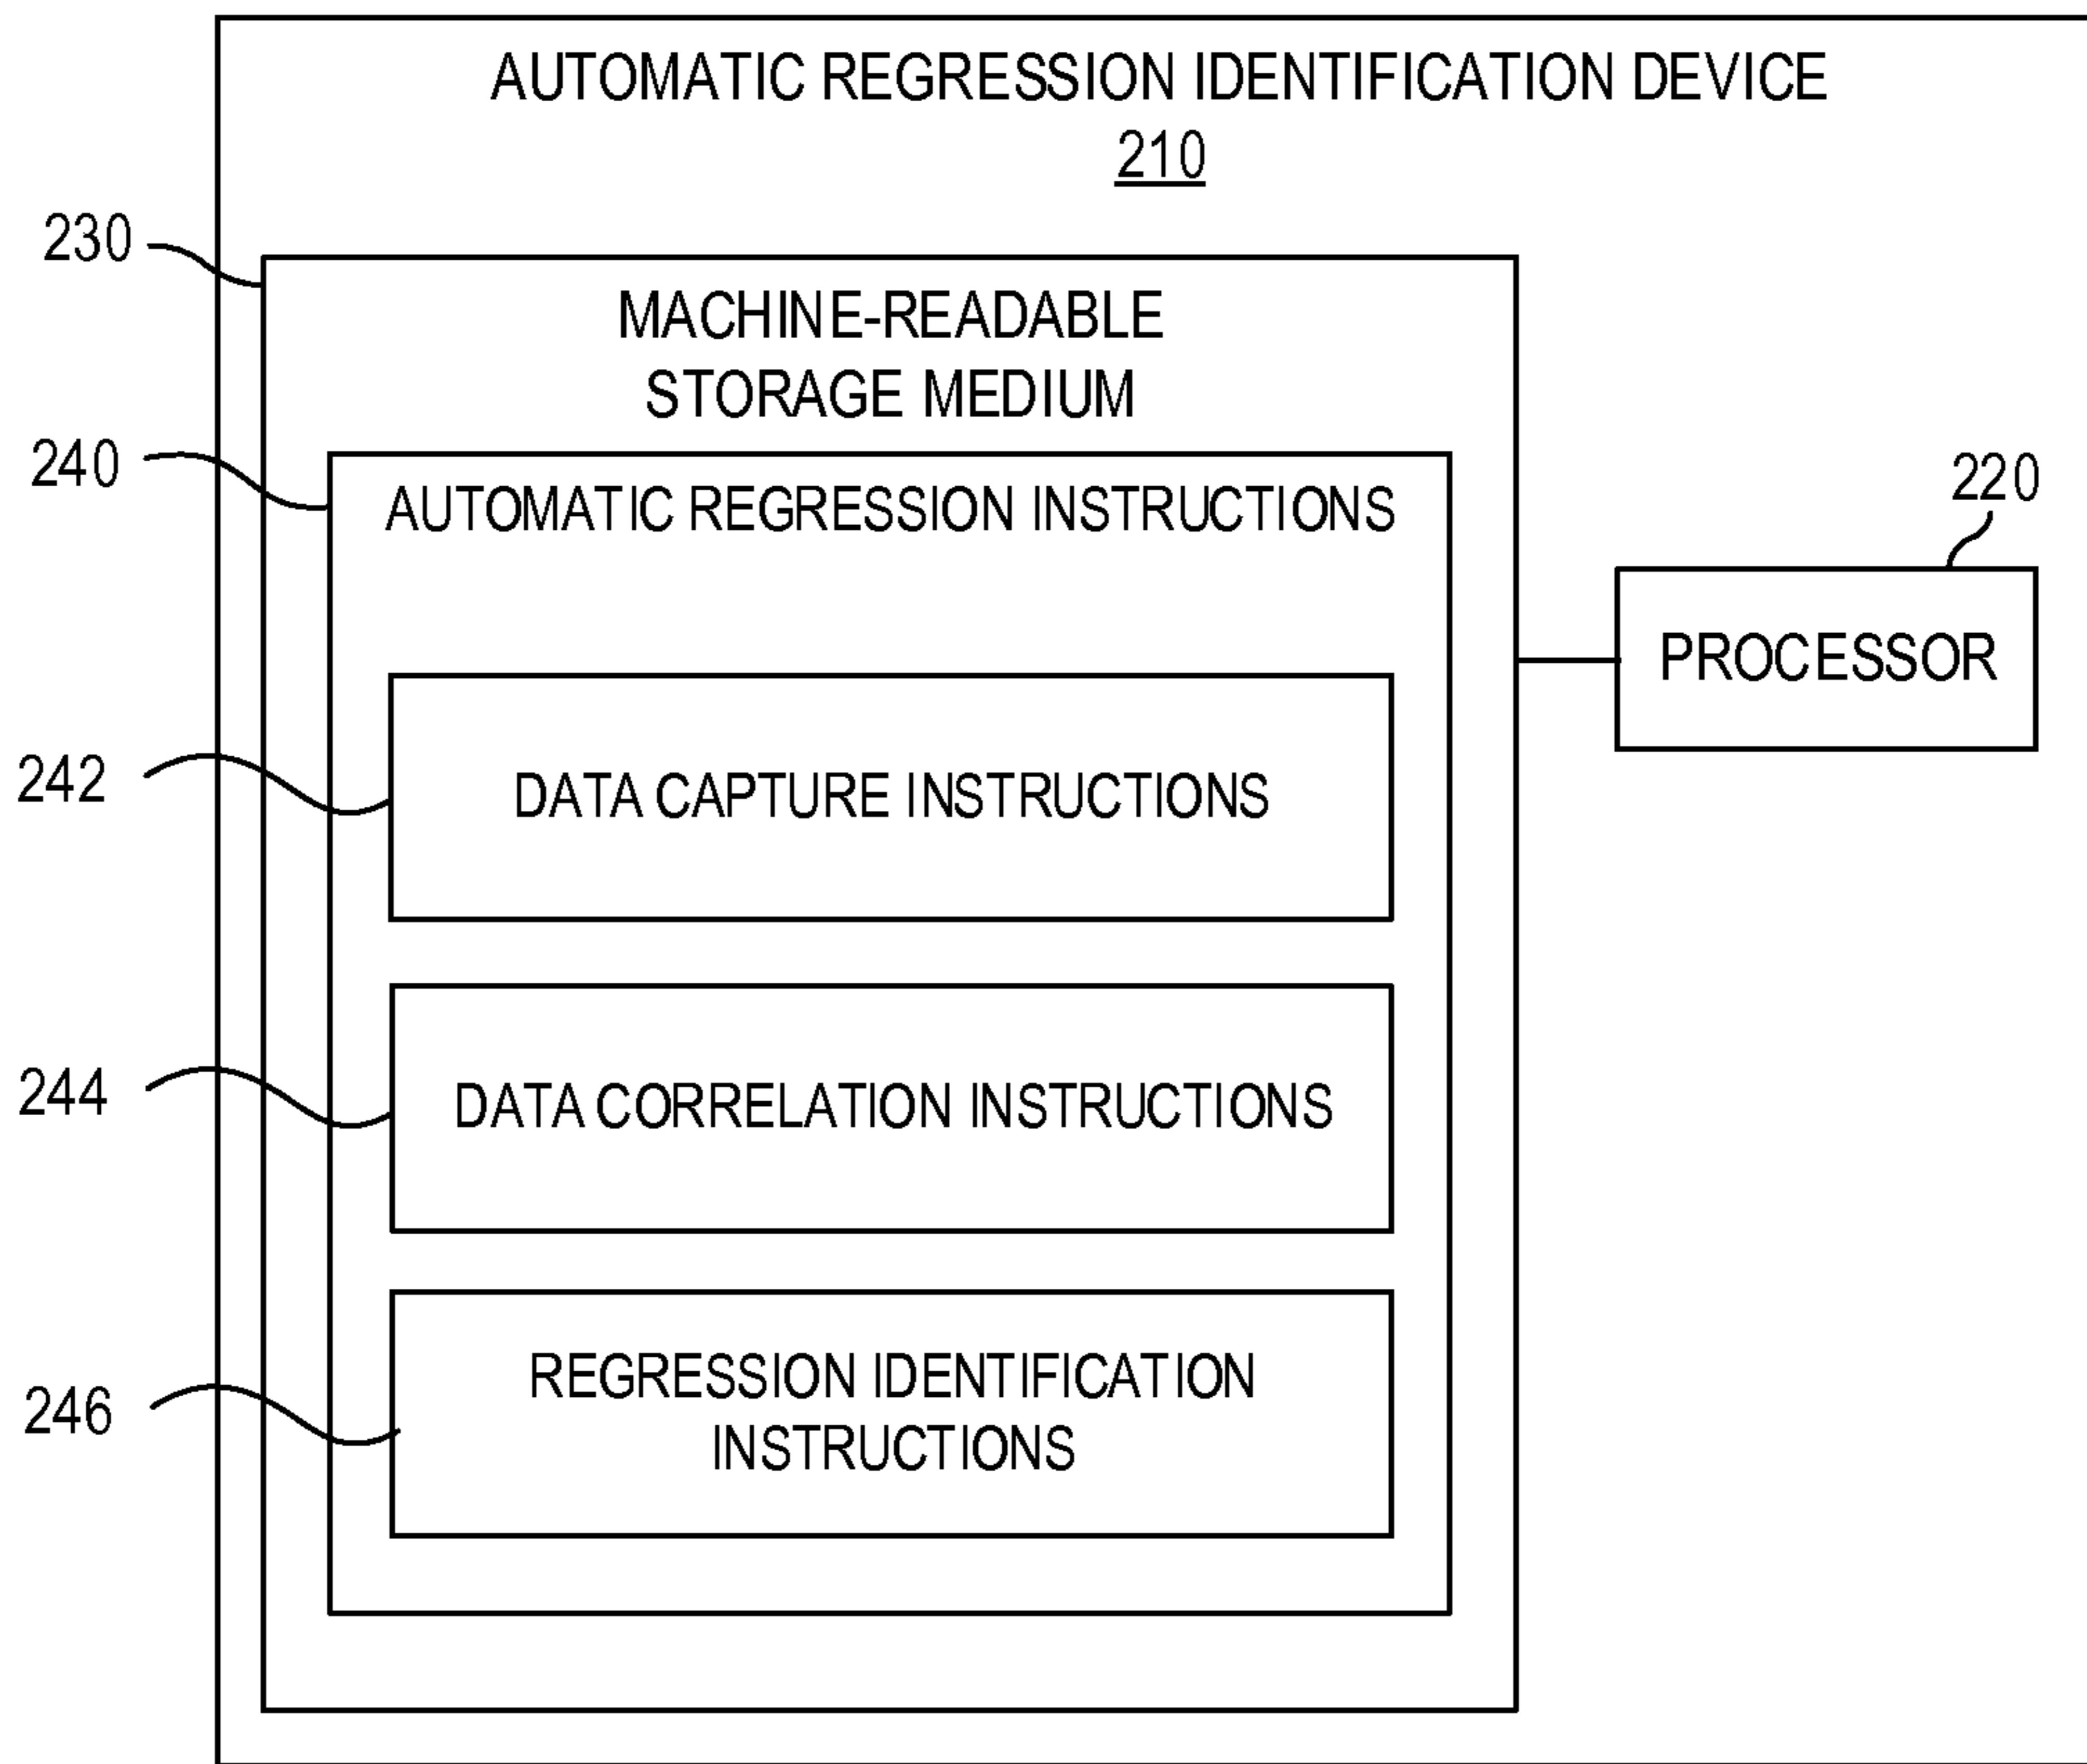 AUTOMATIC REGRESSION IDENTIFICATION DEVICE
210
230
MACHINE-READABLE
STORAGE MEDIUM
240
AUTOMATIC REGRESSION INSTRUCTIONS
220
PROCESSOR
242
DATA CAPTURE INSTRUCTIONS
244
DATA CORRELATION INSTRUCTIONS
246
REGRESSION IDENTIFICATION
INSTRUCTIONS